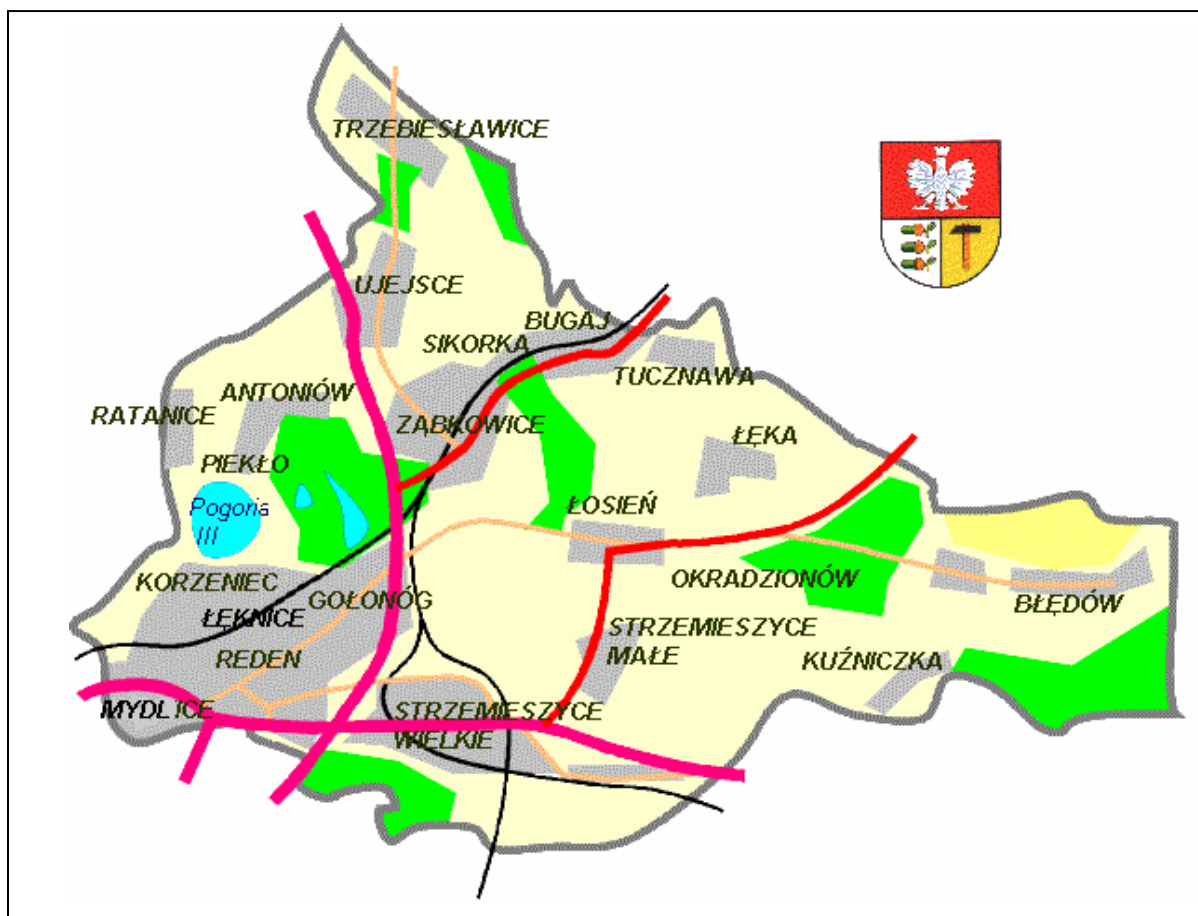 TRZEBIESŁAWICE
UJEJSCE
BUGAJ
SIKORKA
TUCZNAWA
ANTONIÓW
RATANICE
ZĄBKOWICE
ŁĘKA
PIEKŁO
Pogoria
III
ŁOSIEŃ
KORZENIEC
OKRADZIONÓW
GOŁONÓG
BŁĘDÓW
ŁĘKNICE
STRZEMIESZYCE
MAŁE
REDEN
KUŹNICZKA
MYDLICE
STRZEMIESZYCE
WIELKIE